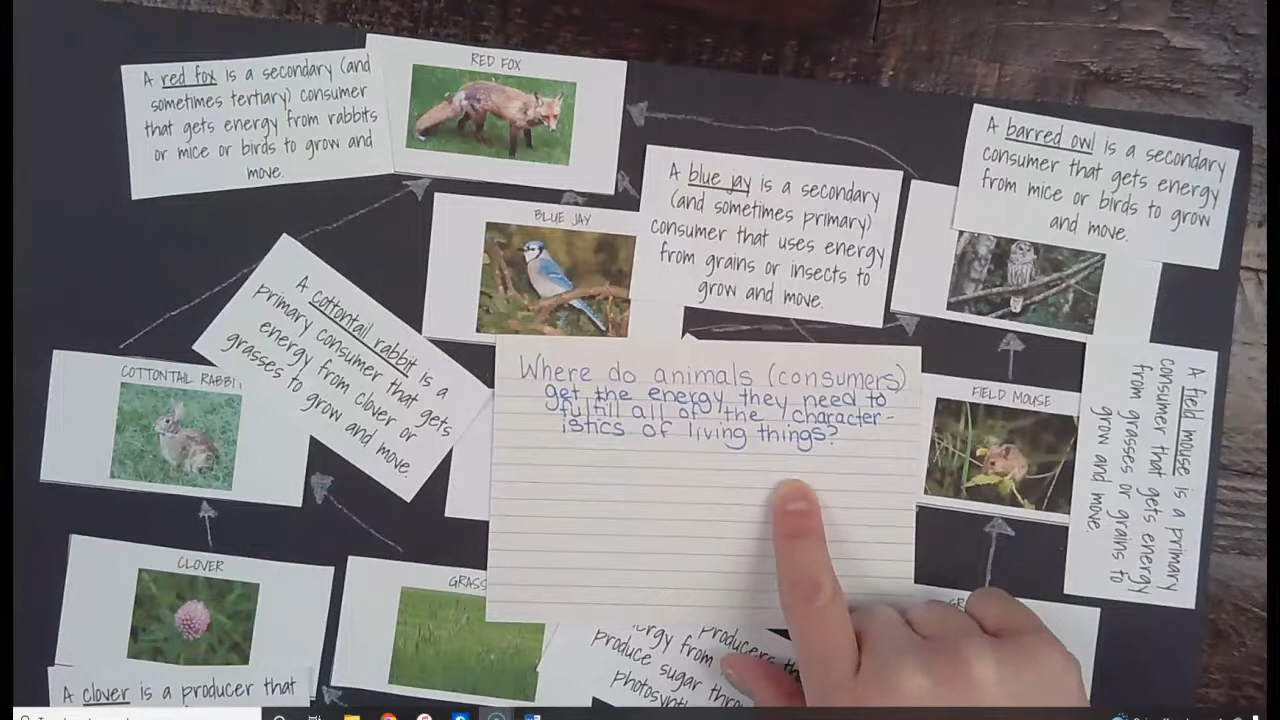 A red fox is a secondary (and
sometimes tertiary) consumer
that gets energy from rabbits
or mice or birds to grow and
move.
RED FOX
A barred owl is a secondary
consumer that gets energy
from mice or birds to grow
and move.
A blue jay is a secondary
(and sometimes primary)
consumer that uses energy
from grains or insects to
grow and move.
BLUE JAY
A cottontail rabbit is a
primary consumer that gets
energy from clover or
grasses to
grow and move.
COTTONTAIL RABBI
Where do animals (consumers)
get the energy they need to
fulfill all of the character-
istics of living things?
FIELD MOUSE
A field mouse is a primary
consumer that gets energy
from grasses or grains to
grow and move.
CLOVER
GRASS
GR
producers th
ergy from
produce sugar thro
photosynt
A clover is a producer that